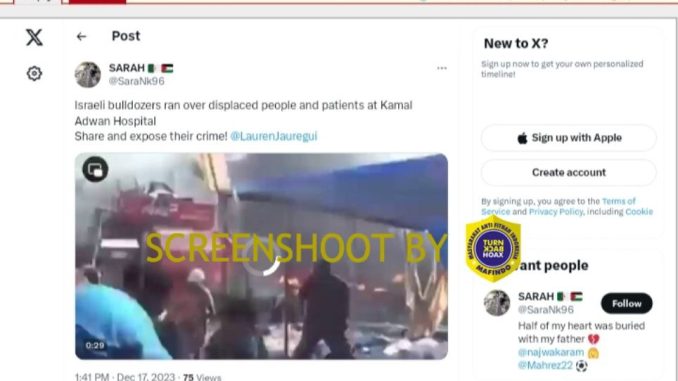 Post
SARAH
@SaraNk96
Israeli bulldozers ran over displaced people and patients at Kamal
Adwan Hospital
Share and expose their crime! @LaurenJauregui
SCREENSHOOT BY
MASYARAKAT ANTI FITNAH INDONESIA
TURN
BACK
HOAX
MAFINDO
0:29
1:41 PM · Dec 17, 2023 · 75 Views
New to X?
Sign up now to get your own personalized
timeline!
Sign up with Apple
Create account
By signing up, you agree to the Terms of
Service and Privacy Policy, including Cookie
ant people
SARAH
@SaraNk96
Follow
Half of my heart was buried
with my father
@najwakaram
@Mahrez22